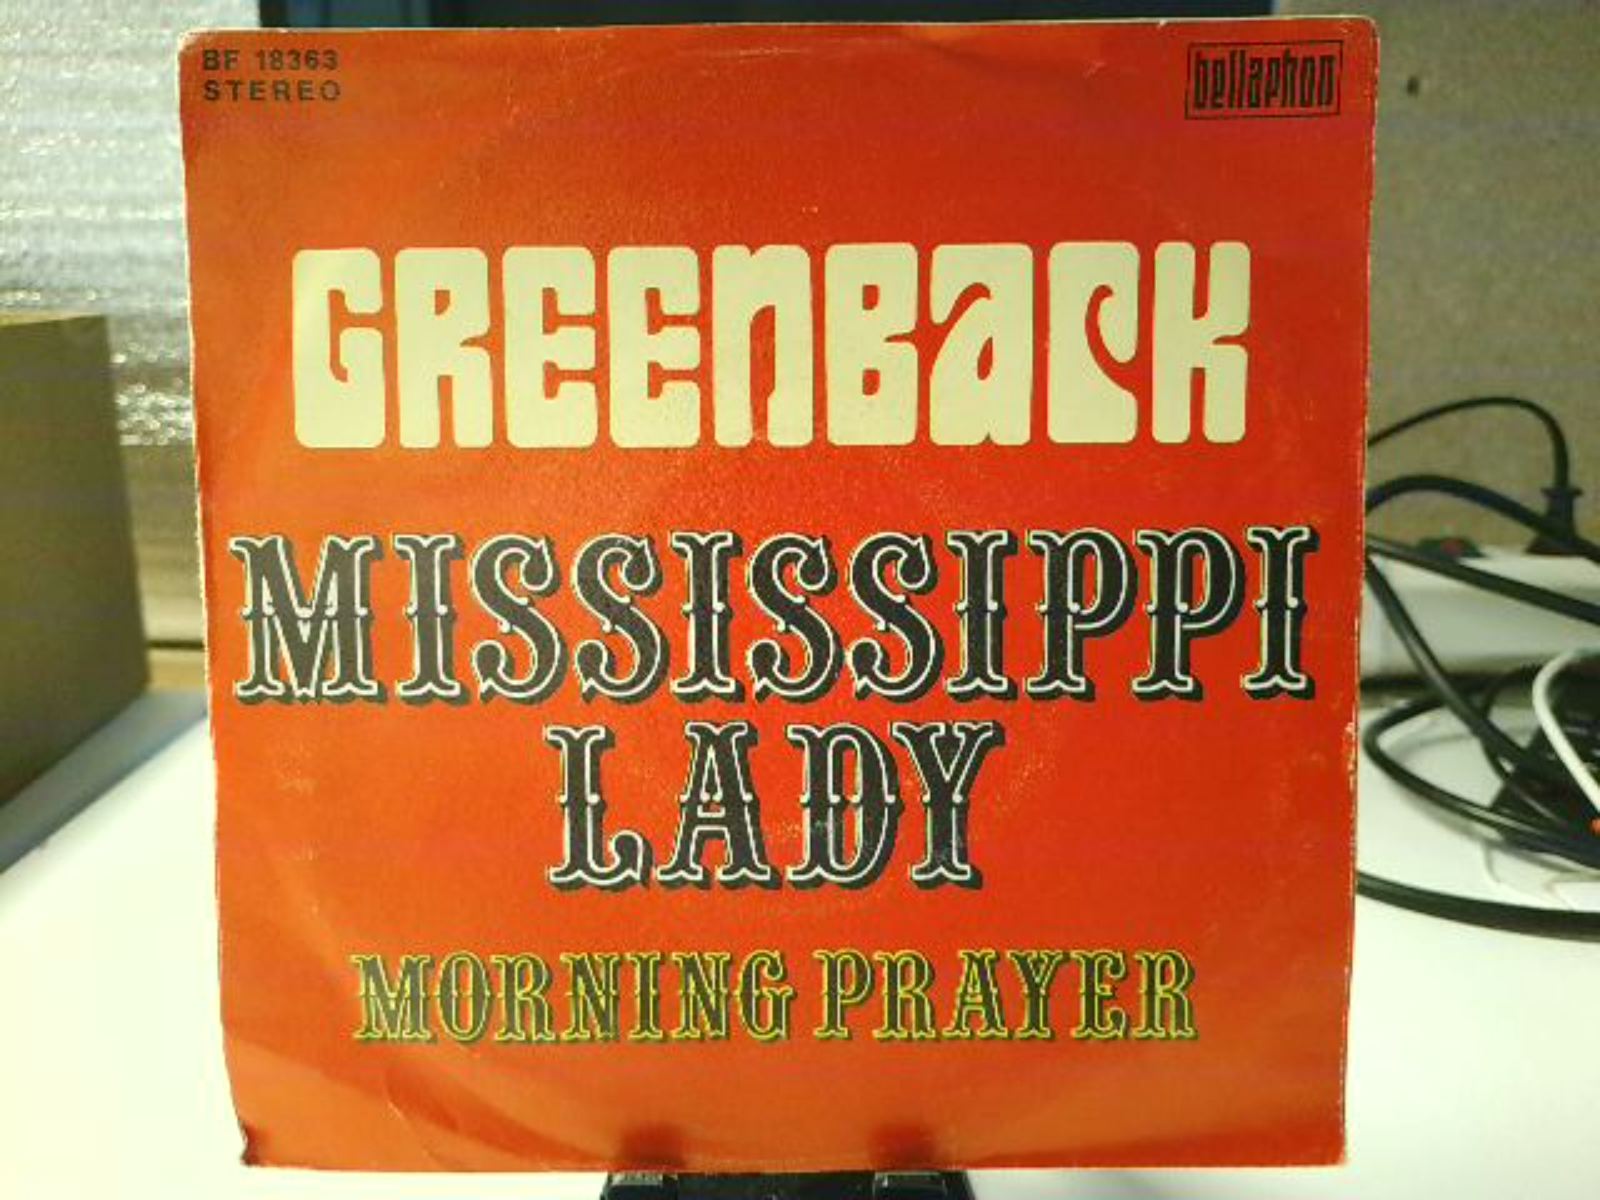 BF 18363
STEREO
bellaphon
GREENBACK
MISSISSIPPI
LADY
MORNING PRAYER